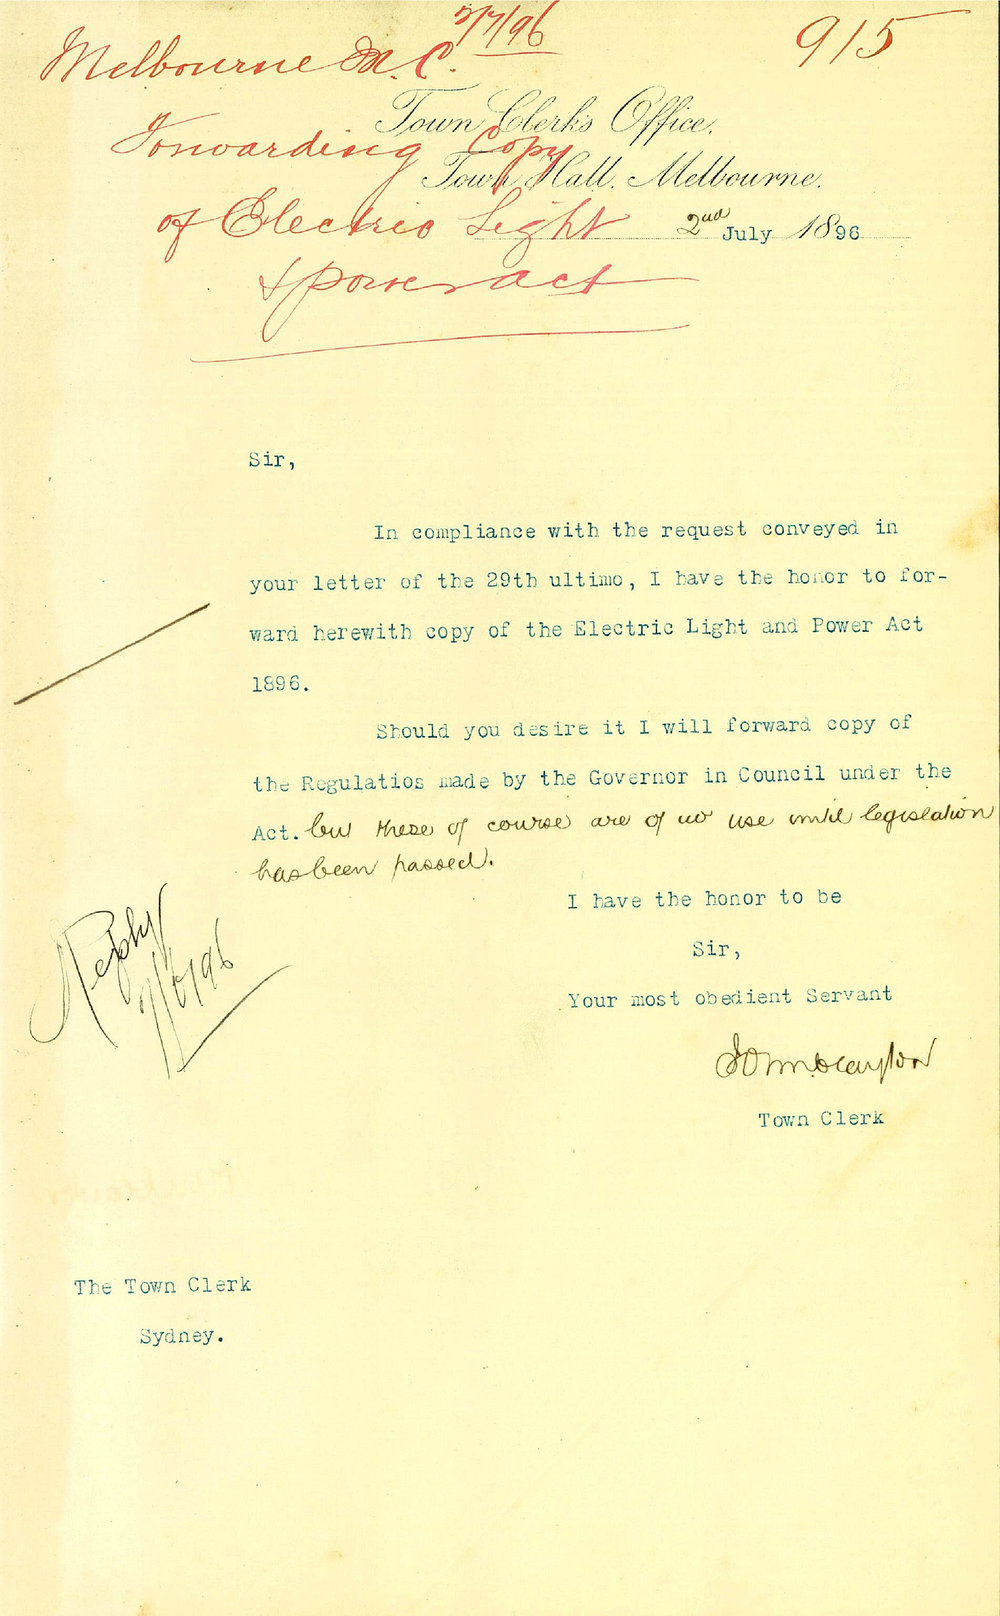 2/7/96
Melbourne M.C.
915
Town Clerk's Office,
Forwarding Copy
Town Hall, Melbourne.
of Electric Light
2nd July 1896
& Power Act
Sir,
In compliance with the request conveyed in
your letter of the 29th ultimo, I have the honor to for-
ward herewith copy of the Electric Light and Power Act
1896.
Should you desire it I will forward copy of
the Regulatios made by the Governor in Council under the
Act. but these of course are of no use until legislation
has been passed.
I have the honor to be
Sir,
Your most obedient Servant
John Clayton
Town Clerk
Reply
The Town Clerk
Sydney.